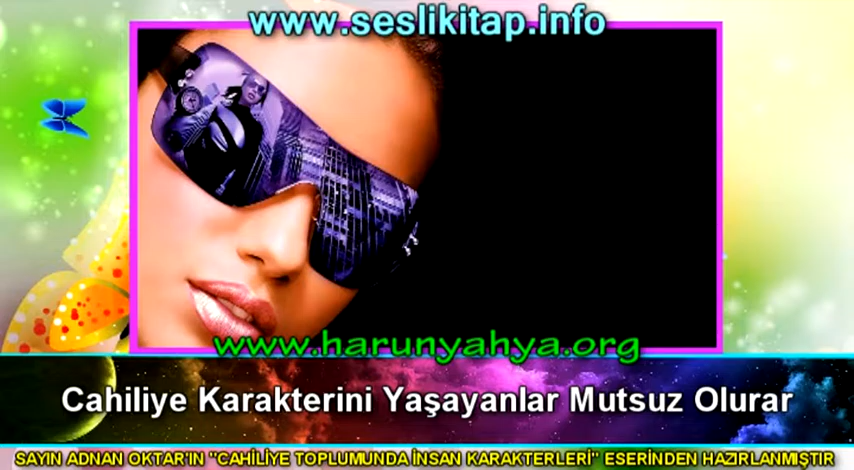 www.seslikitap.info
www.harunyahya.org
Cahiliye Karakterini Yaşayanlar Mutsuz Olurar
SAYIN ADNAN OKTAR'IN "CAHİLİYE TOPLUMUNDA İNSAN KARAKTERLERİ" ESERİNDEN HAZIRLANMIŞTIR